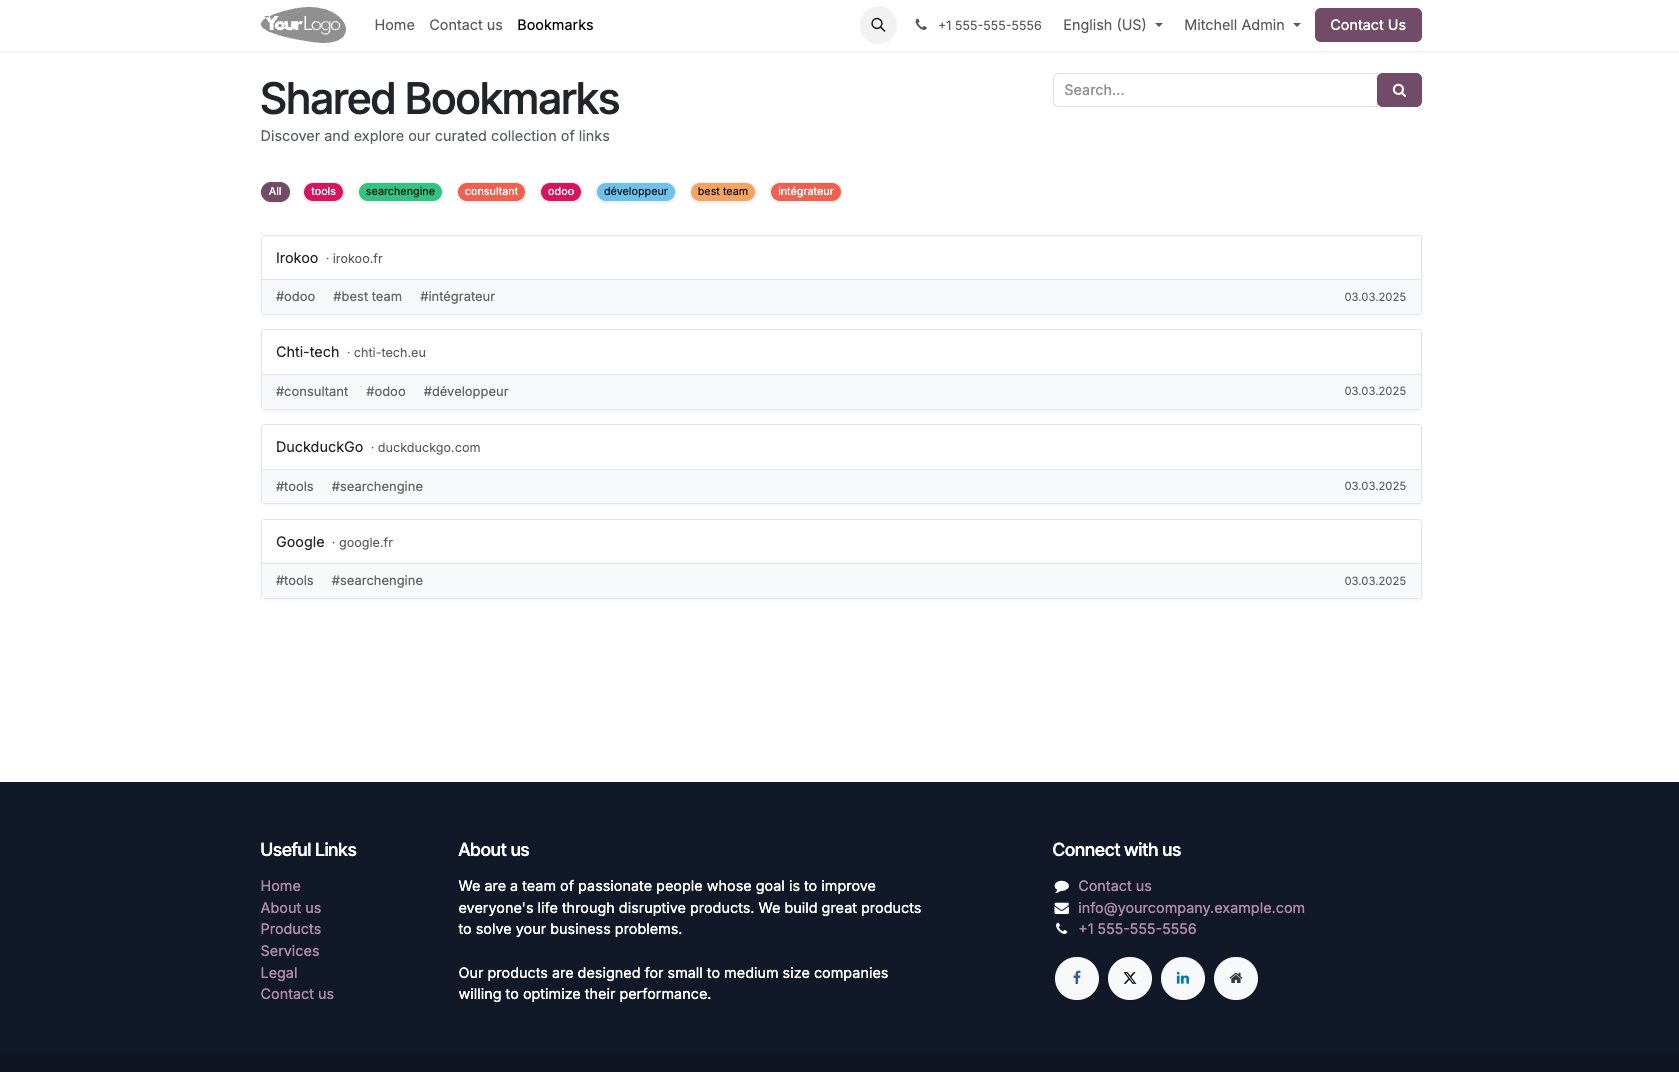 YourLogo Home Contact us Bookmarks +1 555-555-5556 English (US) Mitchell Admin Contact Us
Shared Bookmarks
Search...
Discover and explore our curated collection of links
All tools searchengine consultant odoo développeur best team intégrateur
Irokoo · irokoo.fr
#odoo #best team #intégrateur 03.03.2025
Chti-tech · chti-tech.eu
#consultant #odoo #développeur 03.03.2025
DuckduckGo · duckduckgo.com
#tools #searchengine 03.03.2025
Google · google.fr
#tools #searchengine 03.03.2025
Useful Links
Home
About us
Products
Services
Legal
Contact us
About us
We are a team of passionate people whose goal is to improve
everyone's life through disruptive products. We build great products
to solve your business problems.
Our products are designed for small to medium size companies
willing to optimize their performance.
Connect with us
Contact us
info@yourcompany.example.com
+1 555-555-5556